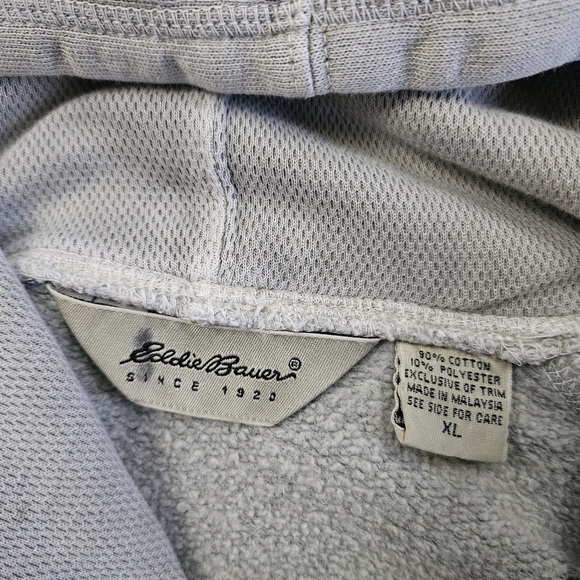 Eddie Bauer®
SINCE 1920
90% COTTON
10% POLYESTER
EXCLUSIVE OF TRIM
MADE IN MALAYSIA
SEE SIDE FOR CARE
XL